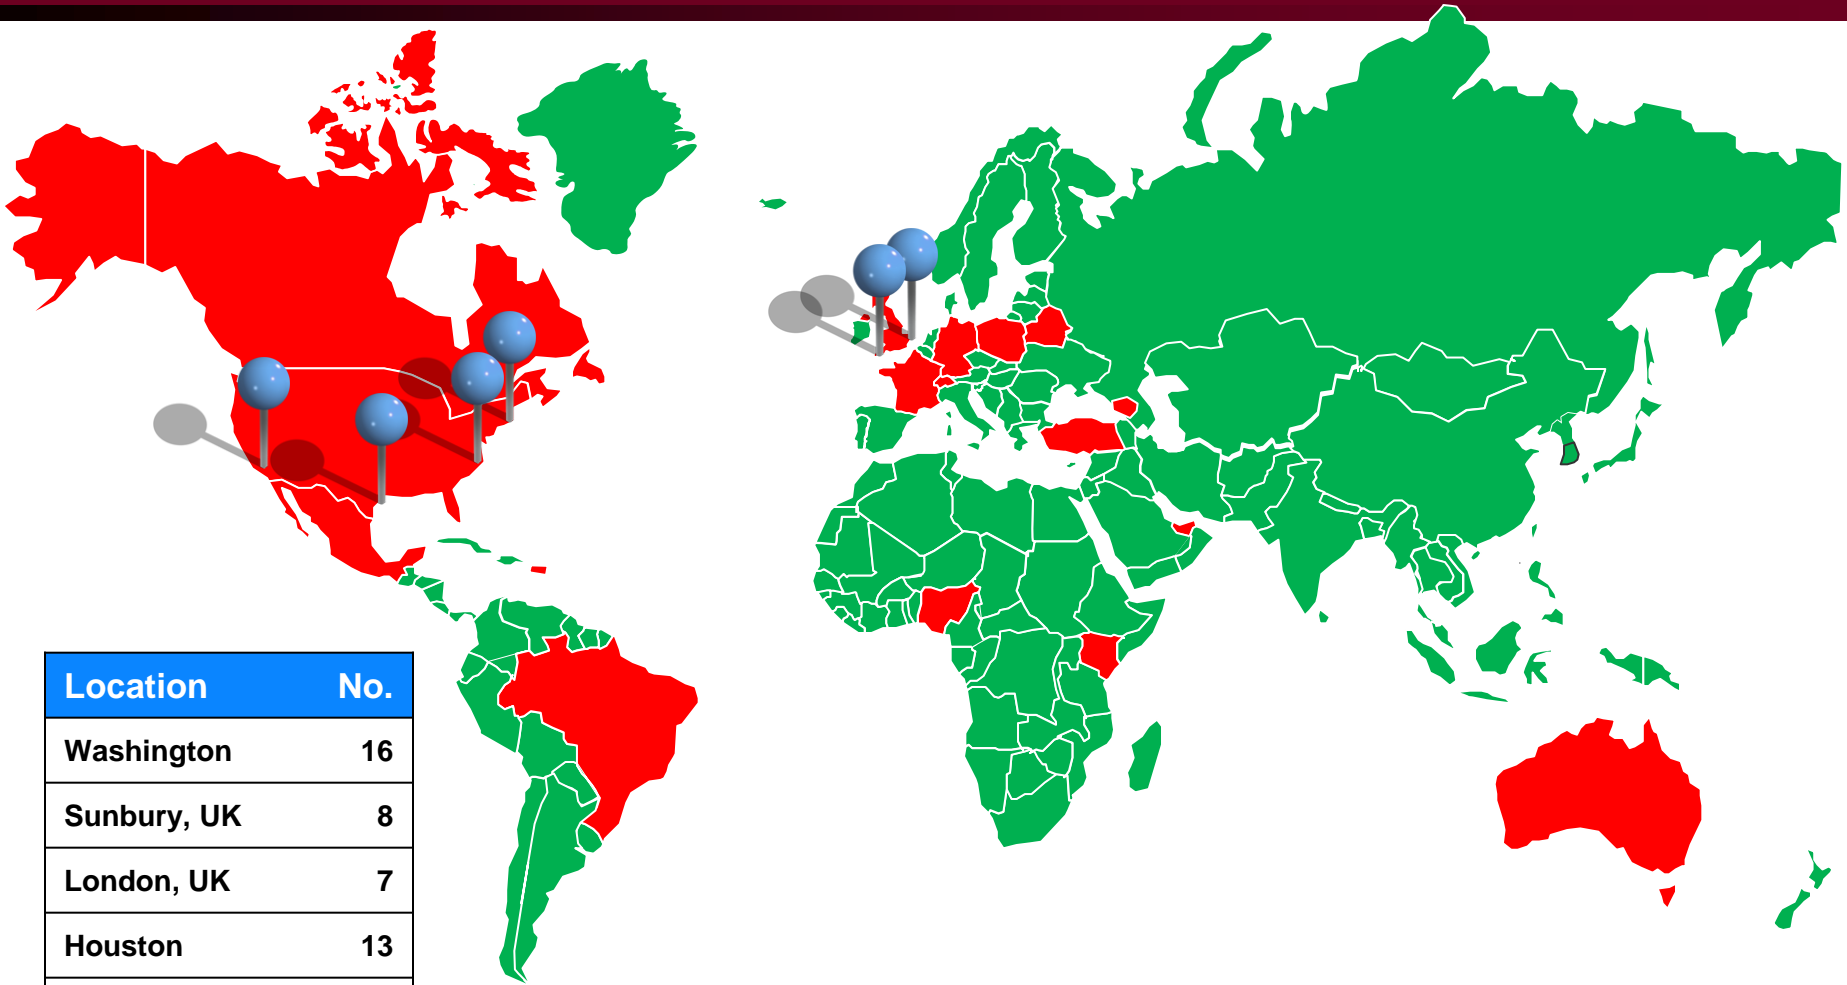 Location No.
Washington 16
Sunbury, UK 8
London, UK 7
Houston 13